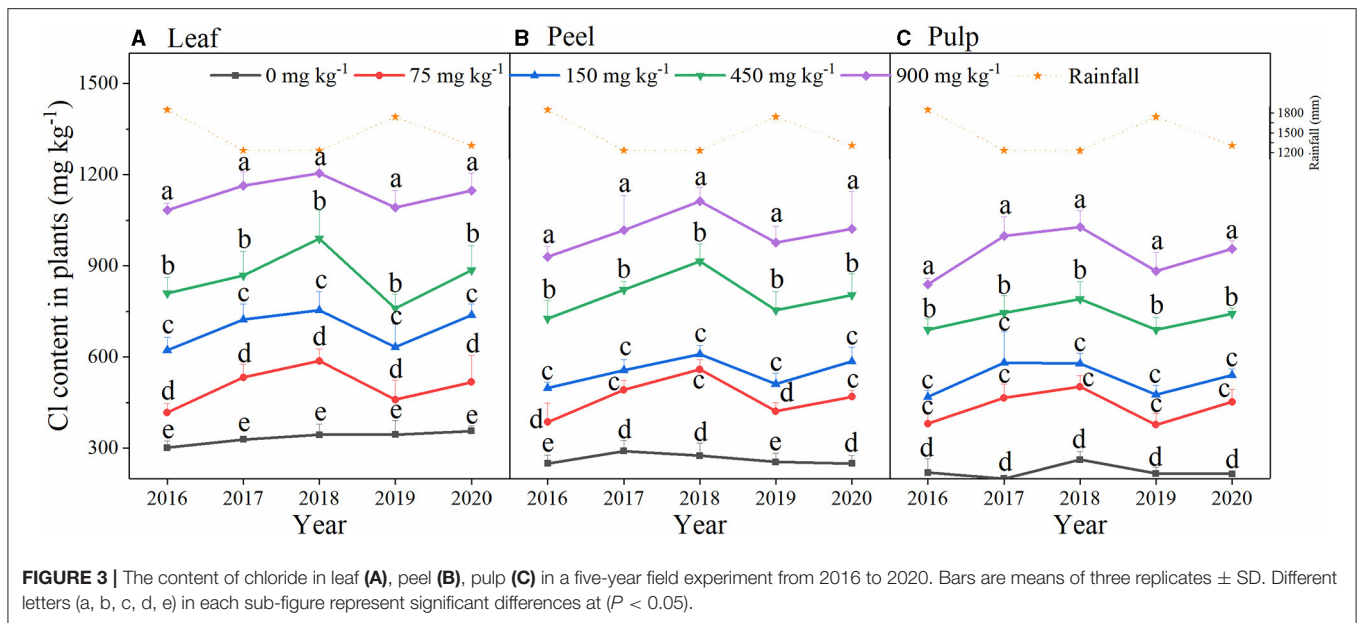 A Leaf
B Peel
C Pulp
0 mg kg-1
75 mg kg-1
150 mg kg-1
450 mg kg-1
900 mg kg-1
Rainfall
Cl content in plants (mg kg-1)
1500
1200
900
600
300
a a a a a
b b b b b
c c c c c
d d d d d
e e e e e
2016 2017 2018 2019 2020
Year
a a a a a
b b b b b
c c c c c
d c c d c
e d d e d
2016 2017 2018 2019 2020
Year
a a a a a
b b b b b
c c c c c
c c c c c
d d d d d
2016 2017 2018 2019 2020
Year
1800
1500
1200
Rainfall (mm)
FIGURE 3 | The content of chloride in leaf (A), peel (B), pulp (C) in a five-year field experiment from 2016 to 2020. Bars are means of three replicates ± SD. Different
letters (a, b, c, d, e) in each sub-figure represent significant differences at (P < 0.05).